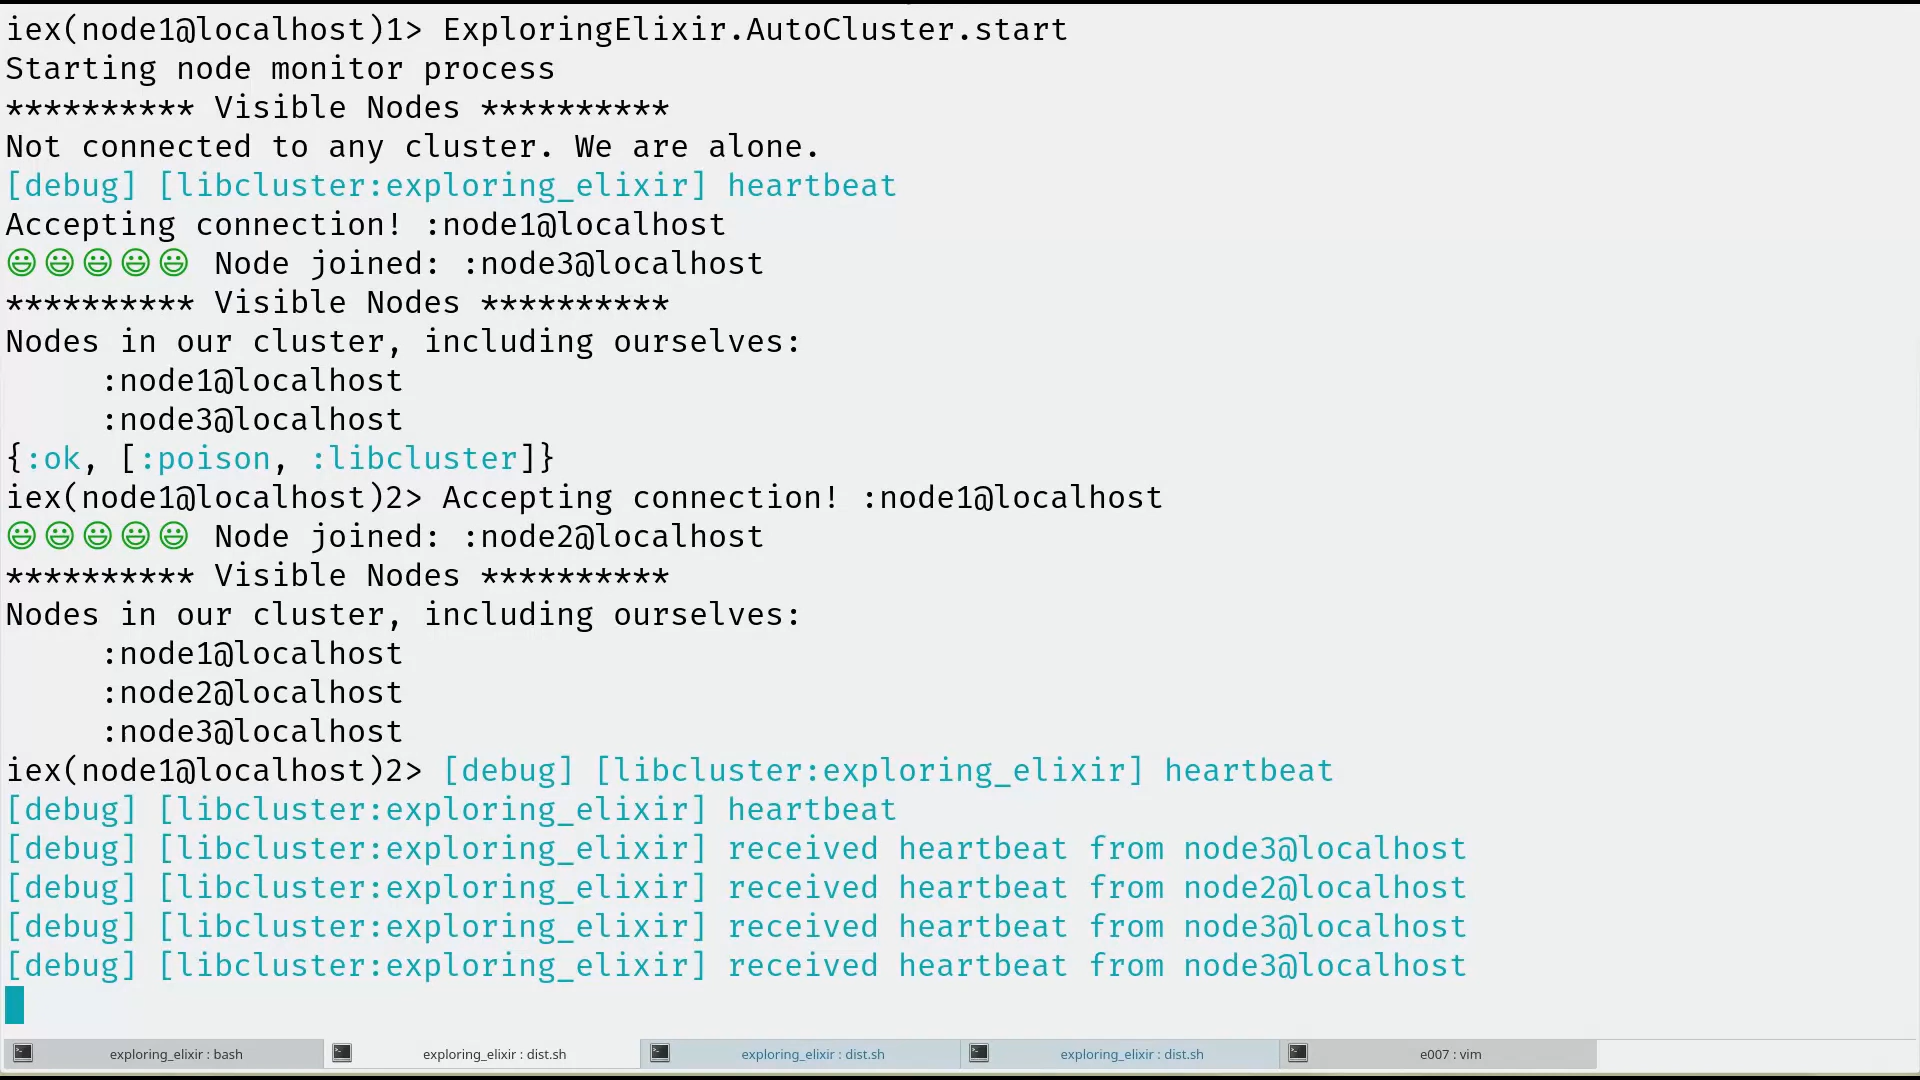 iex(node1@localhost)1> ExploringElixir.AutoCluster.start
Starting node monitor process
********** Visible Nodes **********
Not connected to any cluster. We are alone.
[debug] [libcluster:exploring_elixir] heartbeat
Accepting connection! :node1@localhost
😃😃😃😃😃 Node joined: :node3@localhost
********** Visible Nodes **********
Nodes in our cluster, including ourselves:
     :node1@localhost
     :node3@localhost
{:ok, [:poison, :libcluster]}
iex(node1@localhost)2> Accepting connection! :node1@localhost
😃😃😃😃😃 Node joined: :node2@localhost
********** Visible Nodes **********
Nodes in our cluster, including ourselves:
     :node1@localhost
     :node2@localhost
     :node3@localhost
iex(node1@localhost)2> [debug] [libcluster:exploring_elixir] heartbeat
[debug] [libcluster:exploring_elixir] heartbeat
[debug] [libcluster:exploring_elixir] received heartbeat from node3@localhost
[debug] [libcluster:exploring_elixir] received heartbeat from node2@localhost
[debug] [libcluster:exploring_elixir] received heartbeat from node3@localhost
[debug] [libcluster:exploring_elixir] received heartbeat from node3@localhost
exploring_elixir : bash
exploring_elixir : dist.sh
exploring_elixir : dist.sh
exploring_elixir : dist.sh
e007 : vim